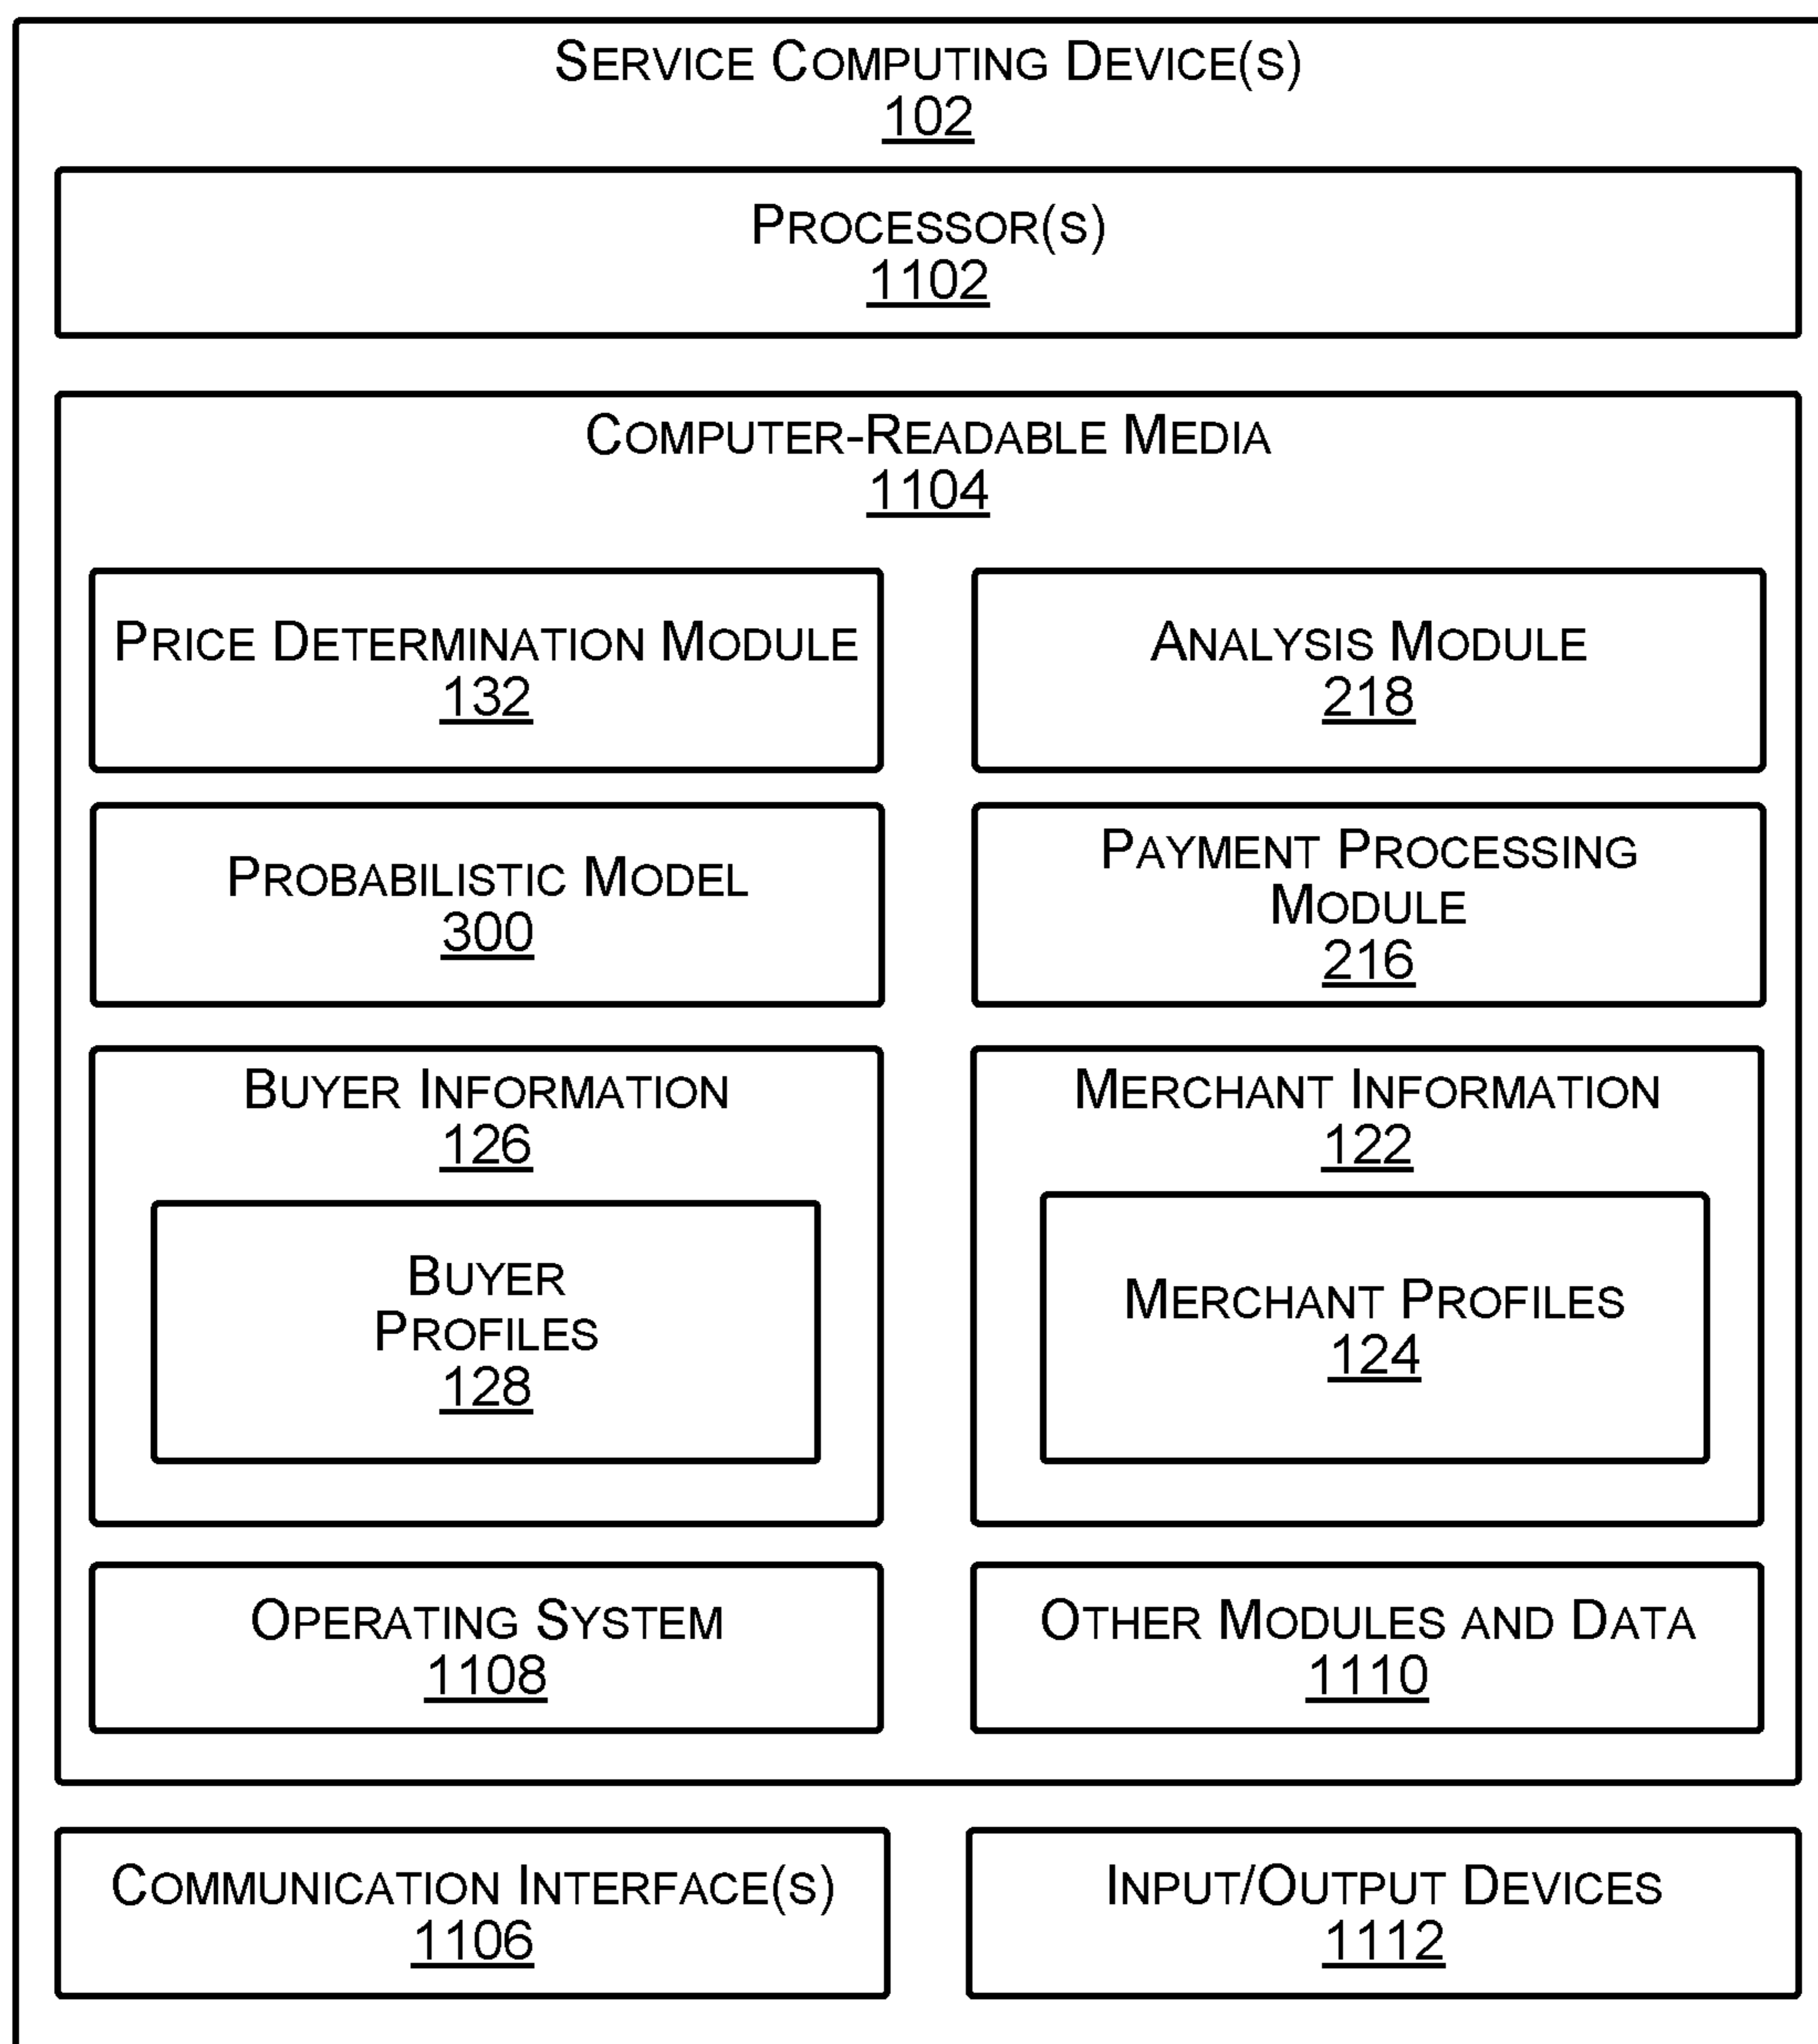 SERVICE COMPUTING DEVICE(S)
102
PROCESSOR(S)
1102
COMPUTER-READABLE MEDIA
1104
PRICE DETERMINATION MODULE
132
ANALYSIS MODULE
218
PROBABILISTIC MODEL
300
PAYMENT PROCESSING
MODULE
216
BUYER INFORMATION
126
BUYER
PROFILES
128
MERCHANT INFORMATION
122
MERCHANT PROFILES
124
OPERATING SYSTEM
1108
OTHER MODULES AND DATA
1110
COMMUNICATION INTERFACE(S)
1106
INPUT/OUTPUT DEVICES
1112